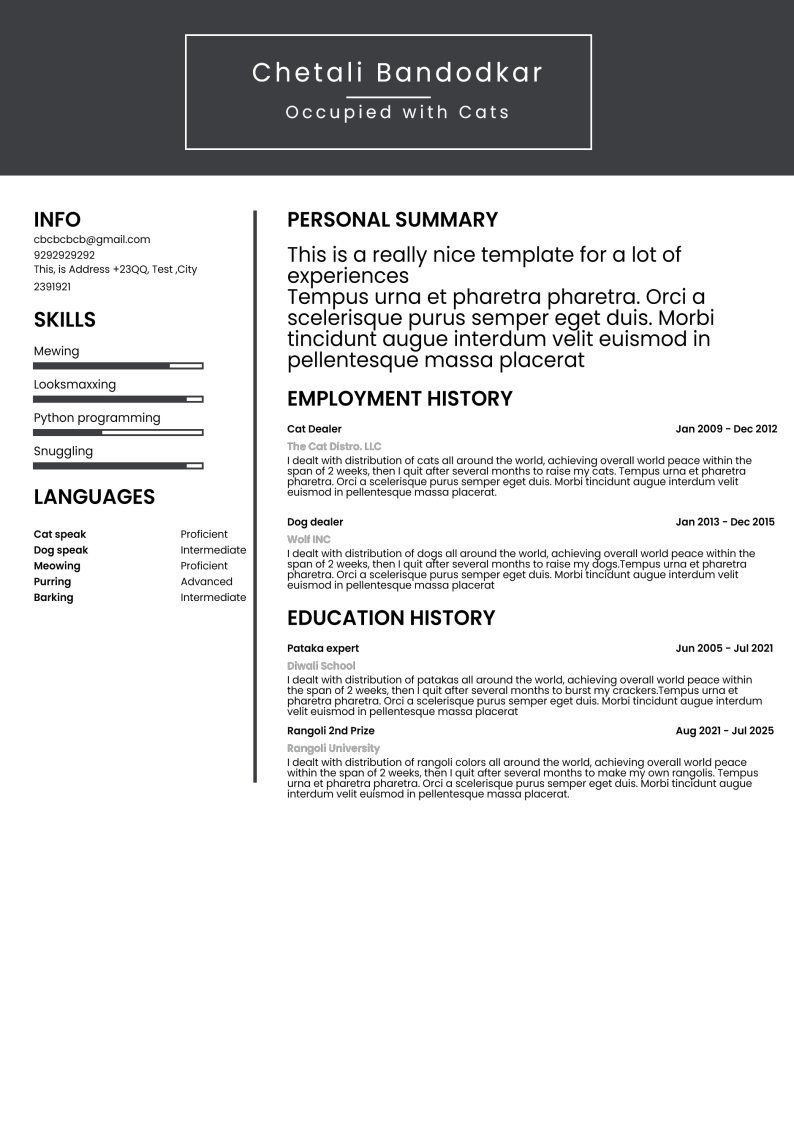 Chetali Bandodkar
Occupied with Cats
INFO
cbcbcbcb@gmail.com
9292929292
This, is Address +23QQ, Test ,City
2391921
SKILLS
Mewing
Looksmaxxing
Python programming
Snuggling
LANGUAGES
Cat speak Proficient
Dog speak Intermediate
Meowing Proficient
Purring Advanced
Barking Intermediate
PERSONAL SUMMARY
This is a really nice template for a lot of
experiences
Tempus urna et pharetra pharetra. Orci a
scelerisque purus semper eget duis. Morbi
tincidunt augue interdum velit euismod in
pellentesque massa placerat
EMPLOYMENT HISTORY
Cat Dealer Jan 2009 - Dec 2012
The Cat Distro. LLC
I dealt with distribution of cats all around the world, achieving overall world peace within the
span of 2 weeks, then I quit after several months to raise my cats. Tempus urna et pharetra
pharetra. Orci a scelerisque purus semper eget duis. Morbi tincidunt augue interdum velit
euismod in pellentesque massa placerat.
Dog dealer Jan 2013 - Dec 2015
Wolf INC
I dealt with distribution of dogs all around the world, achieving overall world peace within the
span of 2 weeks, then I quit after several months to raise my dogs.Tempus urna et pharetra
pharetra. Orci a scelerisque purus semper eget duis. Morbi tincidunt augue interdum velit
euismod in pellentesque massa placerat
EDUCATION HISTORY
Pataka expert Jun 2005 - Jul 2021
Diwali School
I dealt with distribution of patakas all around the world, achieving overall world peace within
the span of 2 weeks, then I quit after several months to burst my crackers.Tempus urna et
pharetra pharetra. Orci a scelerisque purus semper eget duis. Morbi tincidunt augue interdum
velit euismod in pellentesque massa placerat
Rangoli 2nd Prize Aug 2021 - Jul 2025
Rangoli University
I dealt with distribution of rangoli colors all around the world, achieving overall world peace
within the span of 2 weeks, then I quit after several months to make my own rangolis. Tempus
urna et pharetra pharetra. Orci a scelerisque purus semper eget duis. Morbi tincidunt augue
interdum velit euismod in pellentesque massa placerat.